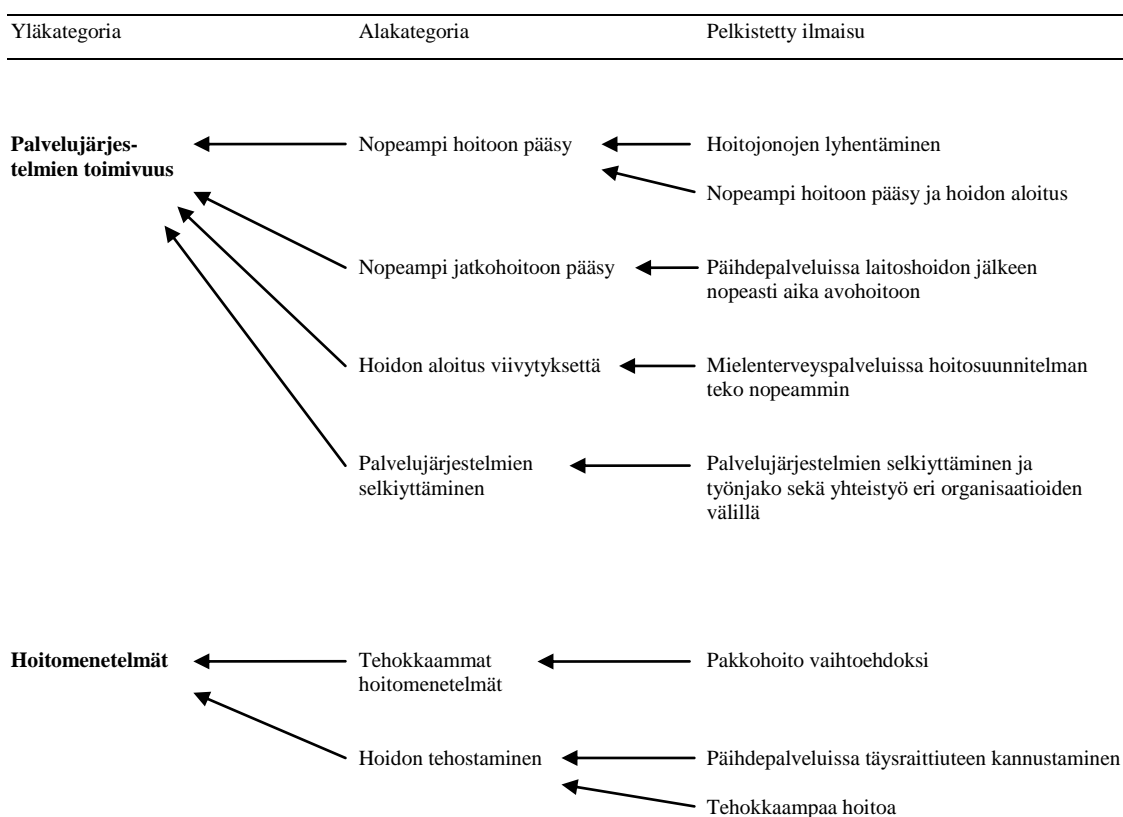 Yläkategoria Alakategoria Pelkistetty ilmaisu
Palvelujärjes- Nopeampi hoitoon pääsy Hoitojonojen lyhentäminen
telmien toimivuus
Nopeampi hoitoon pääsy ja hoidon aloitus
Nopeampi jatkohoitoon pääsy Päihdepalveluissa laitoshoidon jälkeen
nopeasti aika avohoitoon
Hoidon aloitus viivytyksettä Mielenterveyspalveluissa hoitosuunnitelman
teko nopeammin
Palvelujärjestelmien Palvelujärjestelmien selkiyttäminen ja
selkiyttäminen työnjako sekä yhteistyö eri organisaatioiden
välillä
Hoitomenetelmät Tehokkaammat Pakkohoito vaihtoehdoksi
hoitomenetelmät
Hoidon tehostaminen Päihdepalveluissa täysraittiuteen kannustaminen
Tehokkaampaa hoitoa